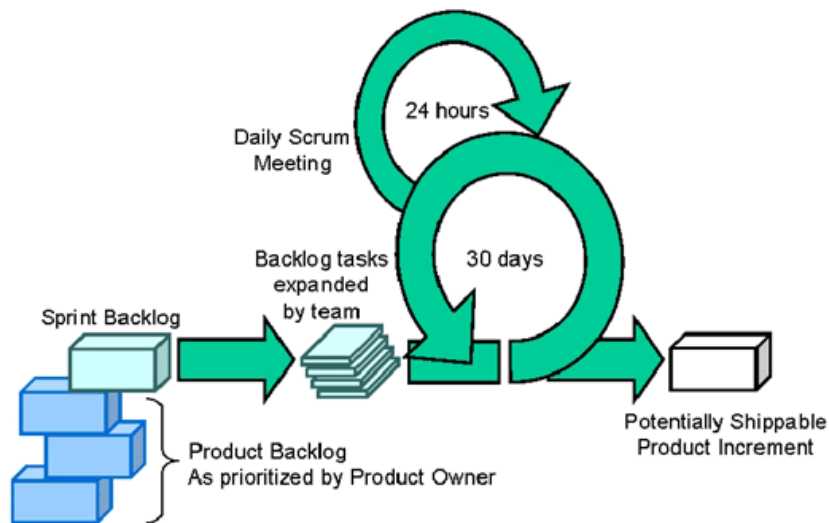 24 hours
Daily Scrum
Meeting
Backlog tasks
expanded
by team
30 days
Sprint Backlog
Potentially Shippable
Product Increment
Product Backlog
As prioritized by Product Owner